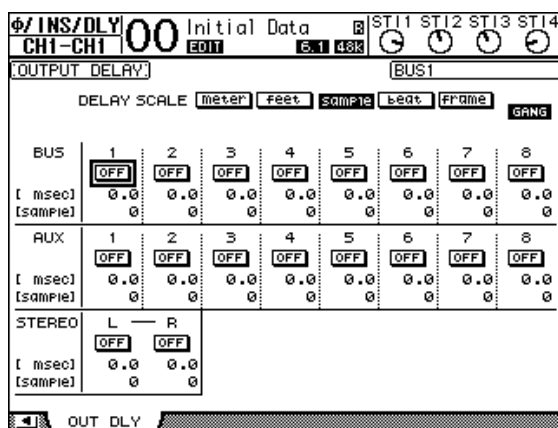 Φ/INS/DLY 00 Initial Data R ST11 ST12 ST13 ST14
CH1-CH1 EDIT 6.1 48k
OUTPUT DELAY BUS1
DELAY SCALE meter feet sample beat frame
GANG
BUS 1 2 3 4 5 6 7 8
OFF OFF OFF OFF OFF OFF OFF OFF
[ msec] 0.0 0.0 0.0 0.0 0.0 0.0 0.0 0.0
[sample] 0 0 0 0 0 0 0 0
AUX 1 2 3 4 5 6 7 8
OFF OFF OFF OFF OFF OFF OFF OFF
[ msec] 0.0 0.0 0.0 0.0 0.0 0.0 0.0 0.0
[sample] 0 0 0 0 0 0 0 0
STEREO L — R
OFF OFF
[ msec] 0.0 0.0
[sample] 0 0
OUT DLY